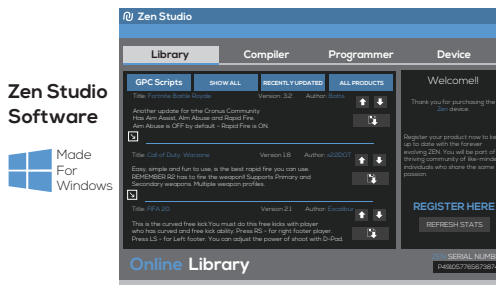 Zen Studio
Library
Compiler
Programmer
Device
Zen Studio
Software
Made
For
Windows
GPC Scripts
SHOW ALL
RECENTLY UPDATED
ALL PRODUCTS
Title: Fortnite Battle Royale Version: 3.2 Author: Batts
Another update for trhe Cronus Community
Has Aim Assist, Aim Abuse and Rapid Fire.
Aim Abuse is OFF by default - Rapid Fire is ON.
Title: Call of Duty: Warzone Version 1.8 Author: x22DGT
Easy, simple and fun to use, is the best rapid fire you can use.
REMEMBER R2 has to fire the weapon!! Supports Primary and
Secondary weapons. Multiple weapon profiles.
Title: FIFA 20 Version 2.1 Author: Excalibur
This is the curved free kick.You must do this free kicks with player
who has curved and free kick ability. Press RS - for right footer player.
Press LS - for Left footer. You can adjust the power of shoot with D-Pad.
Welcome!!
Thank you for purchasing the
Zen device.
Register your product now to
up to date with the forever
evolving ZEN. You will be part of
thriving community of like-minde
individuals who share the same
passion.
REGISTER HERE
REFRESH STATS
Online Library
ZEN SERIAL NUMB